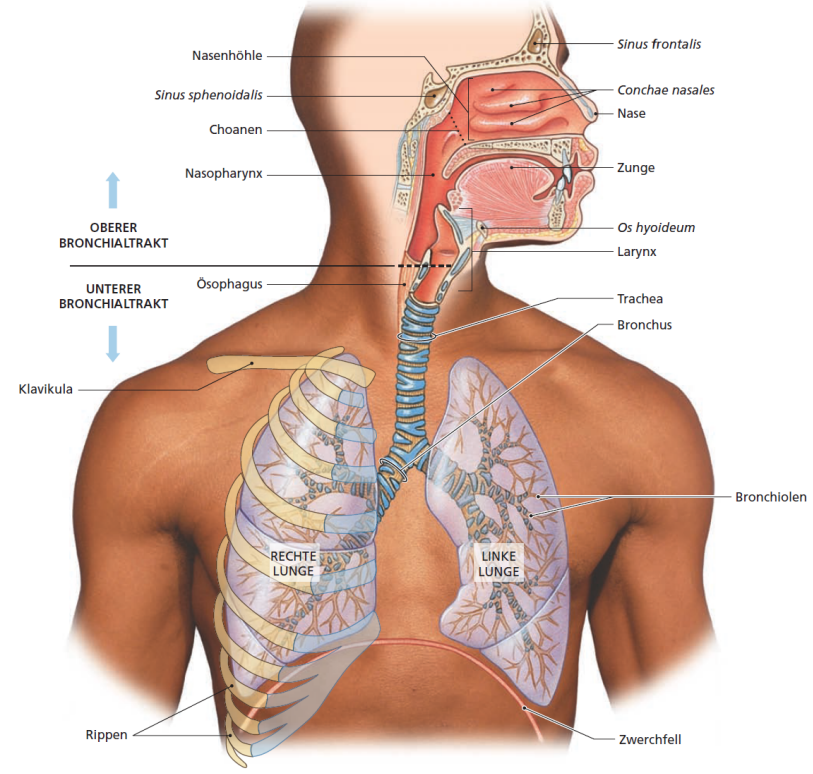 Nasenhöhle
Sinus sphenoidalis
Choanen
Nasopharynx
OBERER
BRONCHIALTRAKT
UNTERER
BRONCHIALTRAKT
Ösophagus
Klavikula
Rippen
Sinus frontalis
Conchae nasales
Nase
Zunge
Os hyoideum
Larynx
Trachea
Bronchus
Bronchiolen
Zwerchfell
RECHTE
LUNGE
LINKE
LUNGE